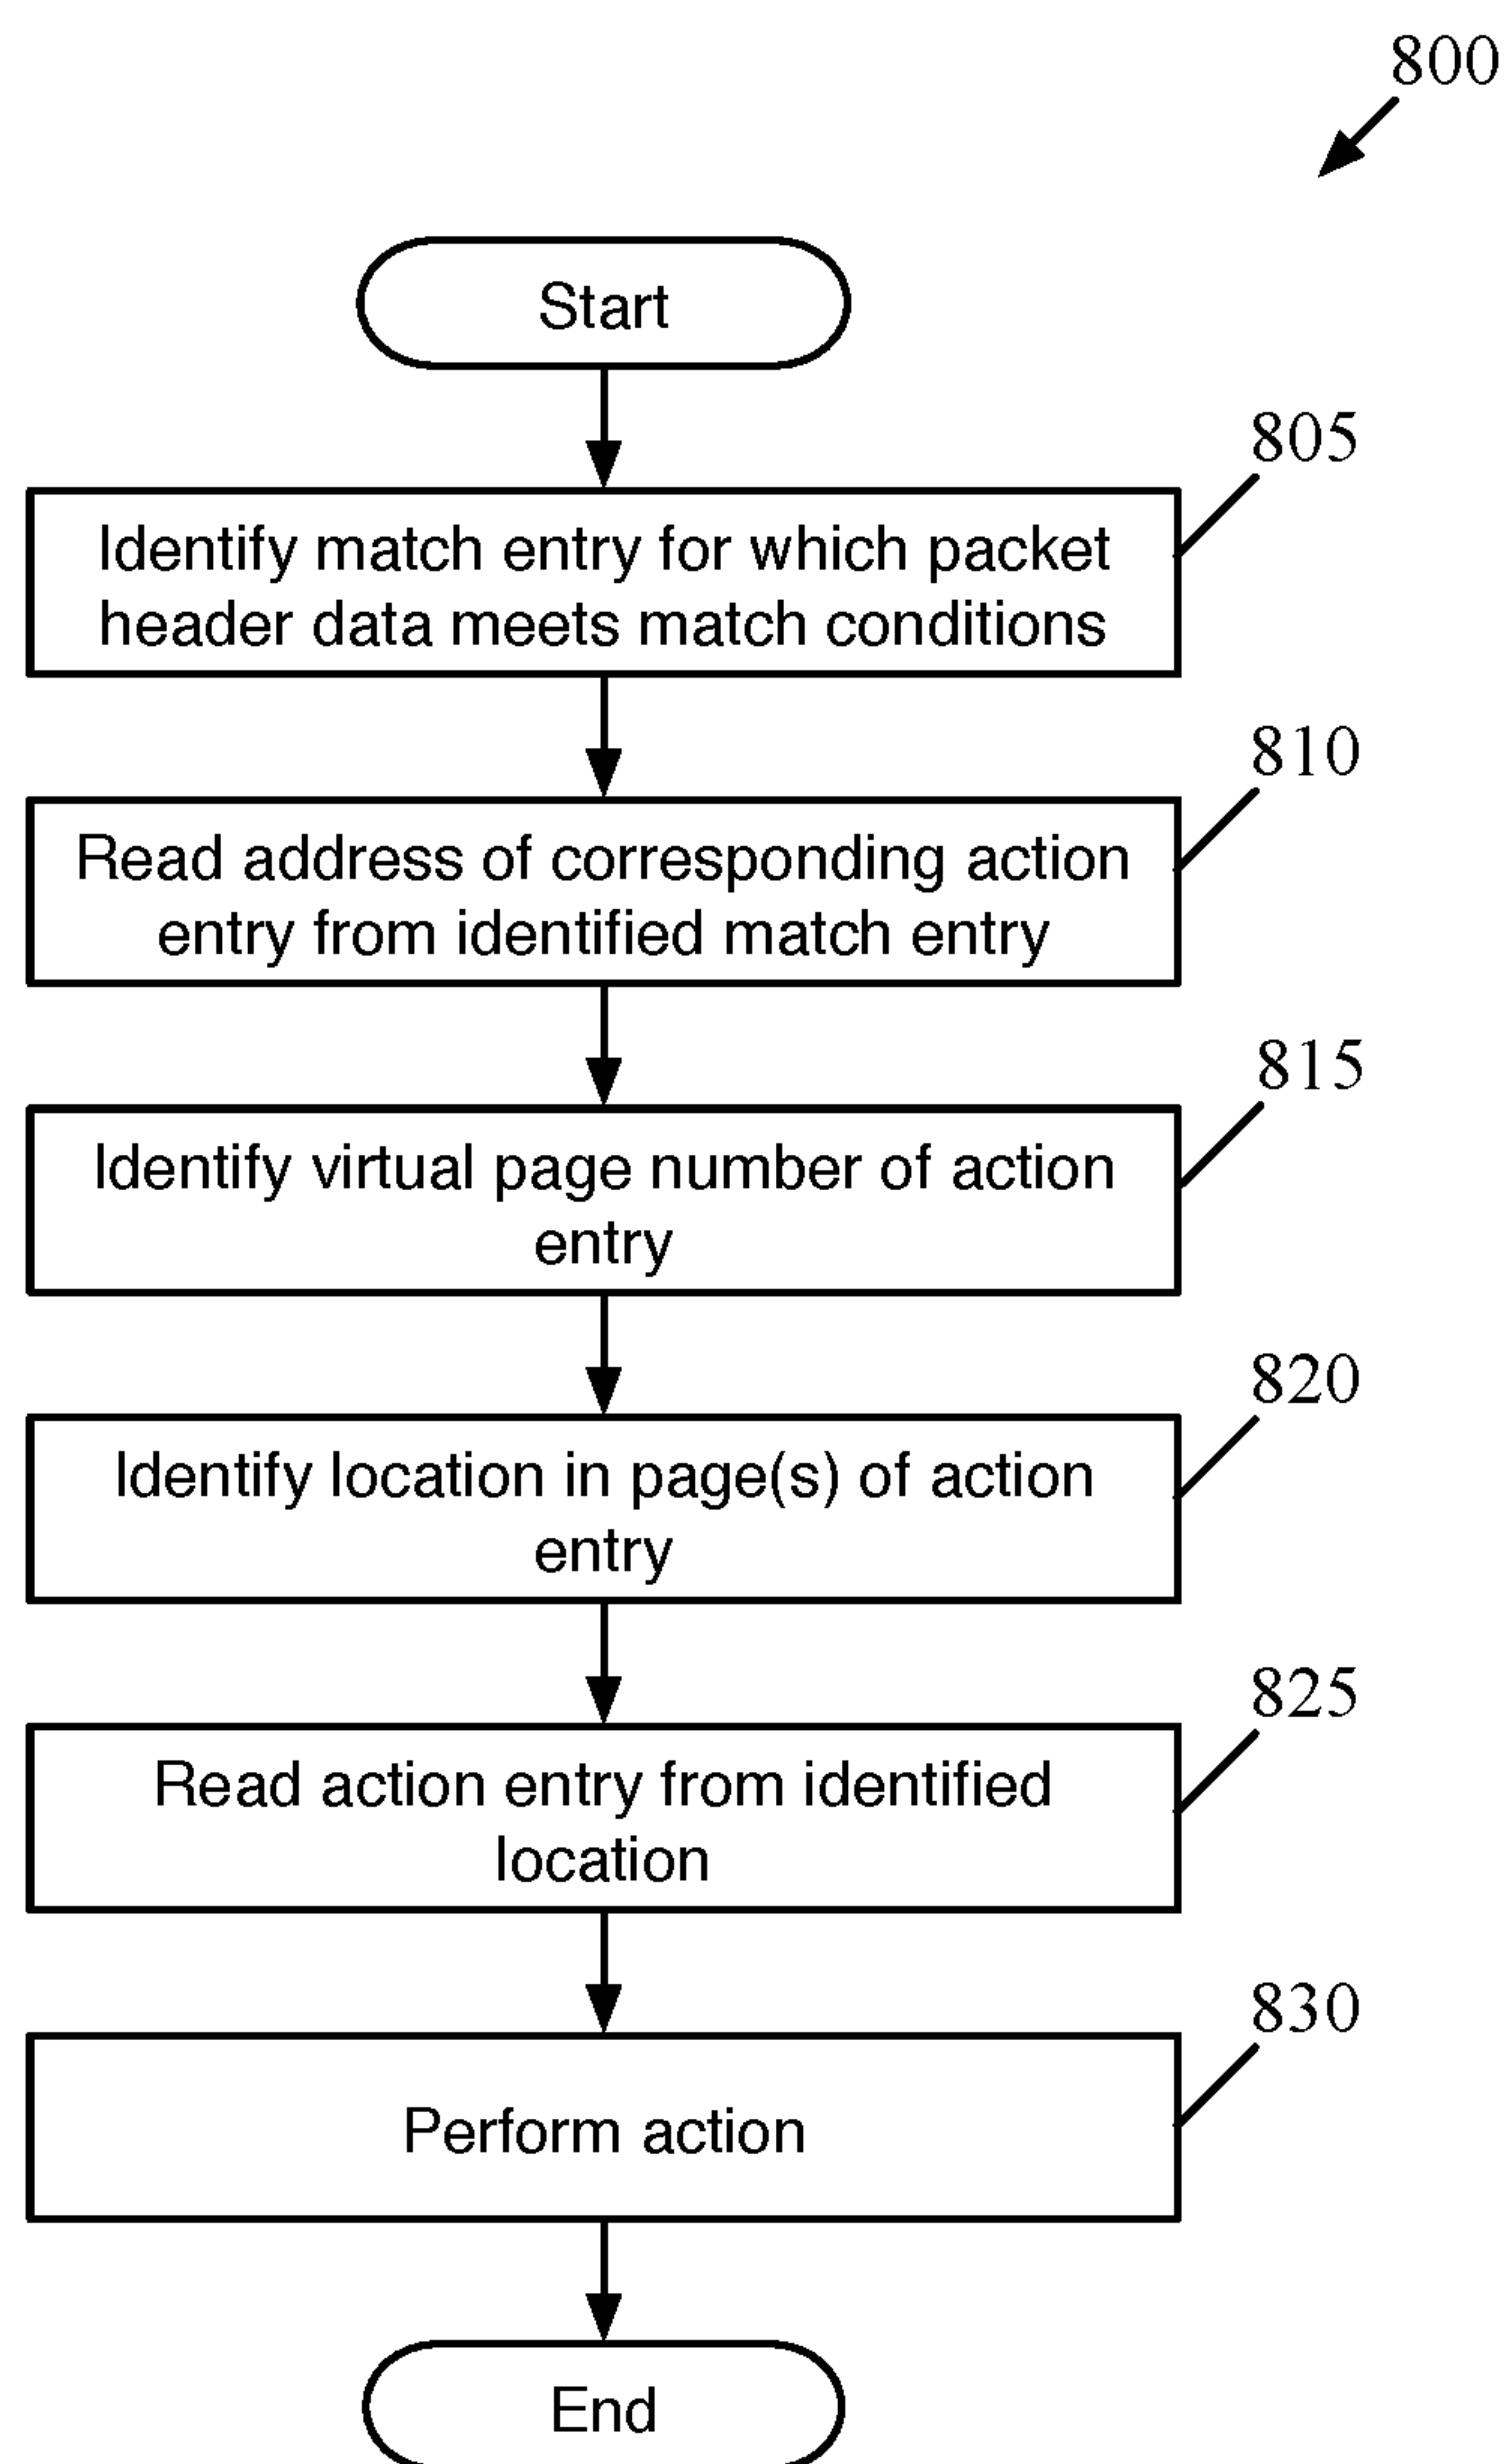 800
Start
805
Identify match entry for which packet
header data meets match conditions
810
Read address of corresponding action
entry from identified match entry
815
Identify virtual page number of action
entry
820
Identify location in page(s) of action
entry
825
Read action entry from identified
location
830
Perform action
End